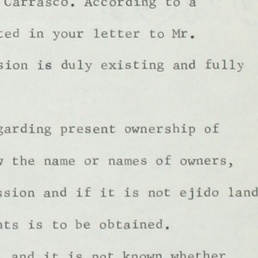 Carrasco. According to a
ted in your letter to Mr.
sion is duly existing and fully
garding present ownership of
w the name or names of owners,
ssion and if it is not ejido land
nts is to be obtained.
and it is not known whether